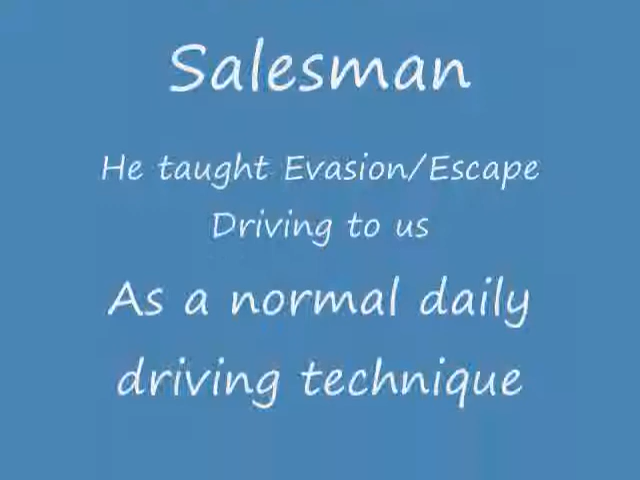 Salesman
He taught Evasion/Escape
Driving to us
As a normal daily
driving technique